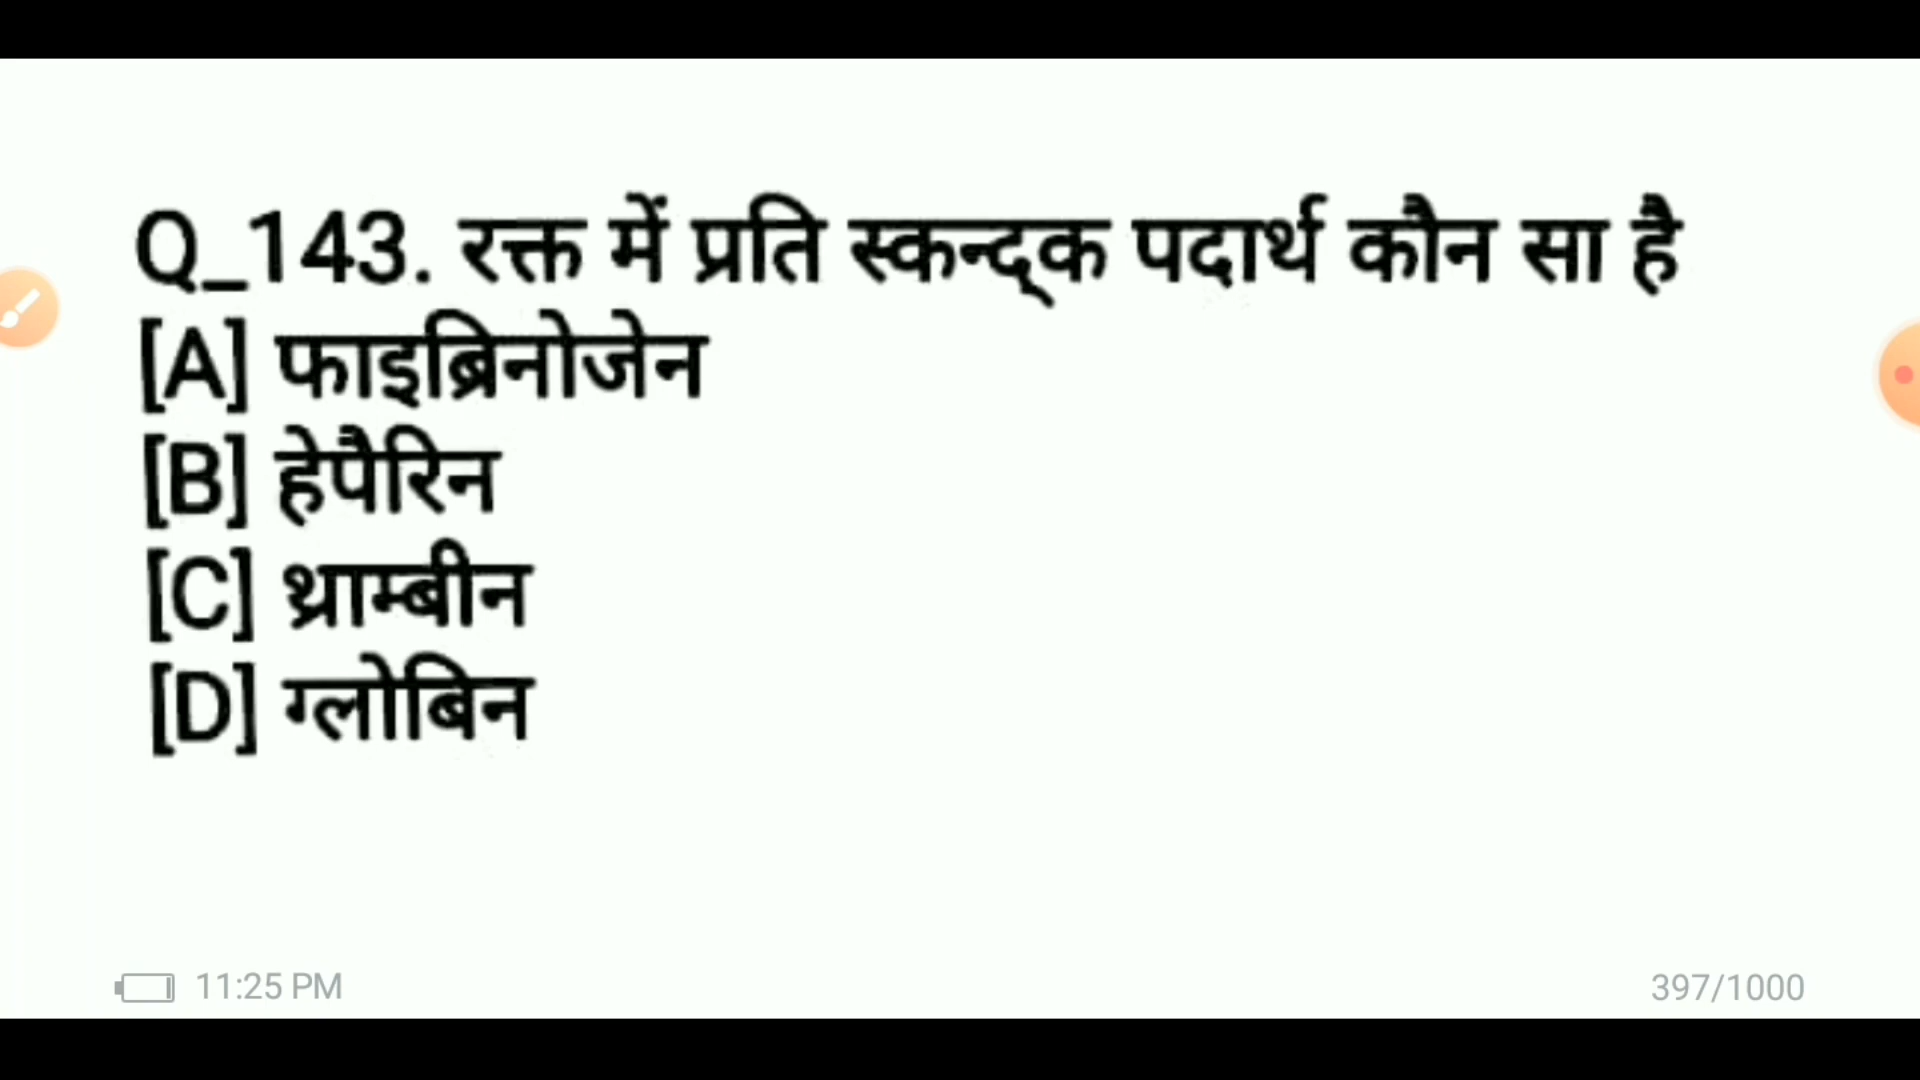 Q_143. रक्त में प्रति स्कन्द्क पदार्थ कौन सा है
[A] फाइब्रिनोजेन
[B] हेपैरिन
[C] थ्राम्बीन
[D] ग्लोबिन
11:25 PM
397/1000